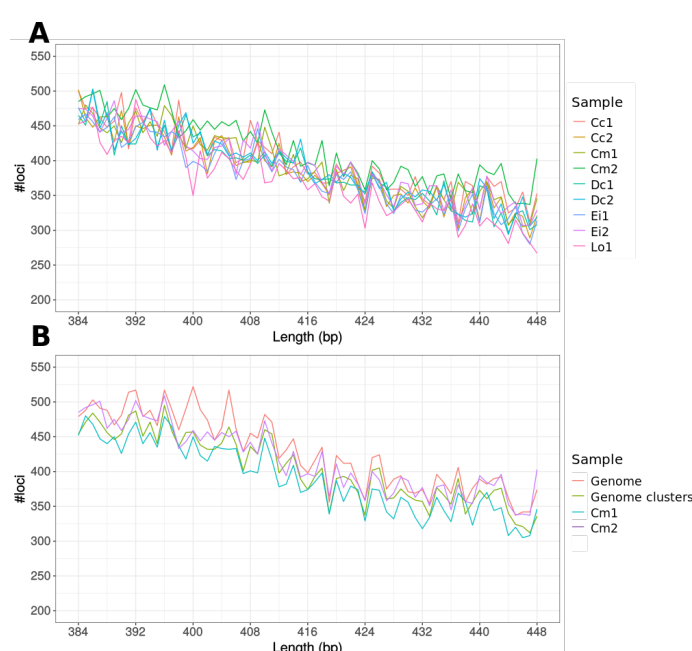 A
550
500
450
400
350
300
250
200
#loci
384 392 400 408 416 424 432 440 448
Length (bp)
Sample
Cc1
Cc2
Cm1
Cm2
Dc1
Dc2
Ei1
Ei2
Lo1
B
550
500
450
400
350
300
250
200
#loci
384 392 400 408 416 424 432 440 448
Length (bp)
Sample
Genome
Genome clusters
Cm1
Cm2